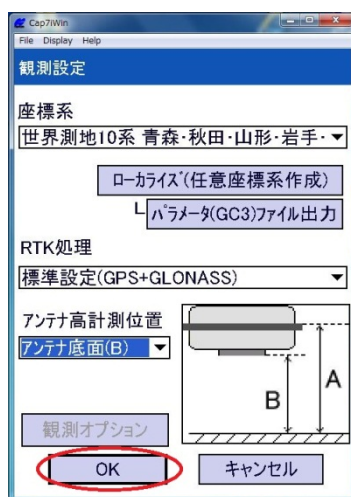 Cap7iWin
File Display Help
観測設定
座標系
世界測地10系 青森・秋田・山形・岩手・
ローカライズ(任意座標系作成)
パラメータ(GC3)ファイル出力
RTK処理
標準設定(GPS+GLONASS)
アンテナ高計測位置
アンテナ底面(B)
A
B
観測オプション
OK
キャンセル